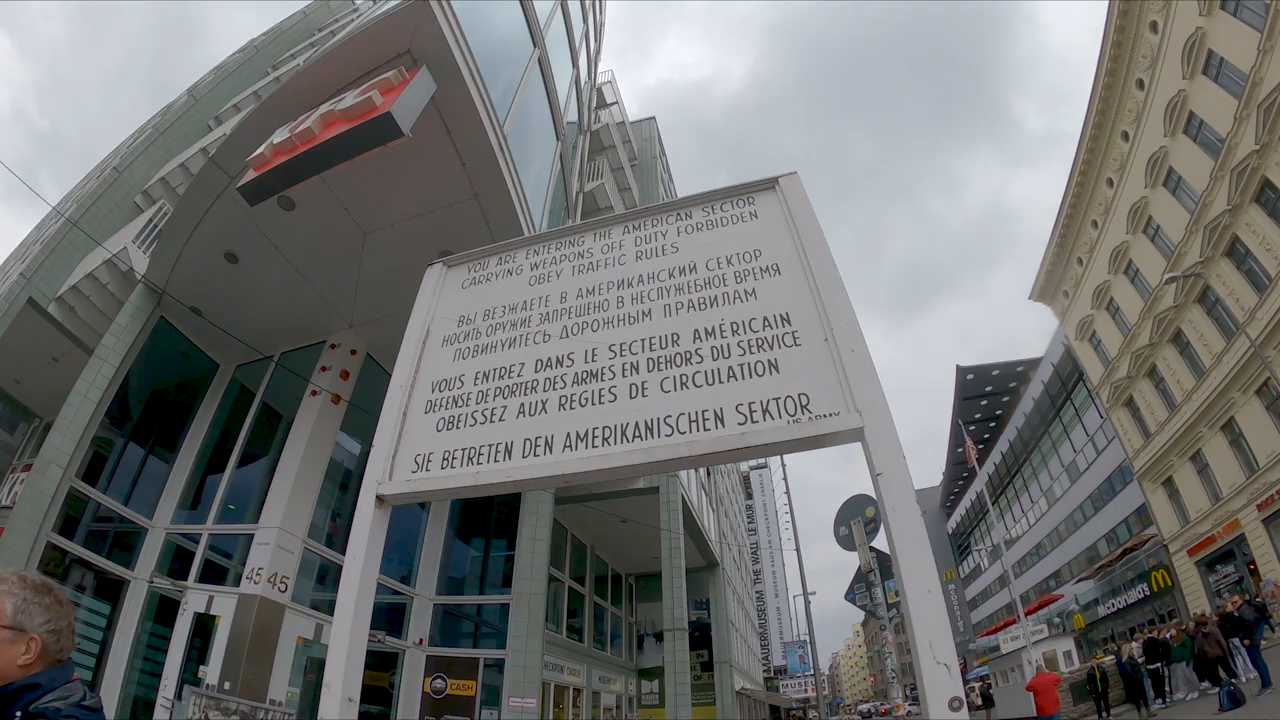 YOU ARE ENTERING THE AMERICAN SECTOR
CARRYING WEAPONS OFF DUTY FORBIDDEN
OBEY TRAFFIC RULES
ВЫ ВЪЕЗЖАЕТЕ В АМЕРИКАНСКИЙ СЕКТОР
НОСИТЬ ОРУЖИЕ ЗАПРЕЩЕНО В НЕСЛУЖЕБНОЕ ВРЕМЯ
ПОВИНУЙТЕСЬ ДОРОЖНЫМ ПРАВИЛАМ
VOUS ENTREZ DANS LE SECTEUR AMÉRICAIN
DEFENSE DE PORTER DES ARMES EN DEHORS DU SERVICE
OBEISSEZ AUX REGLES DE CIRCULATION
SIE BETRETEN DEN AMERIKANISCHEN SEKTOR
US ARMY
45 45
CASH
MAUERMUSEUM THE WALL LE MUR
MUSEUM
McDonald's